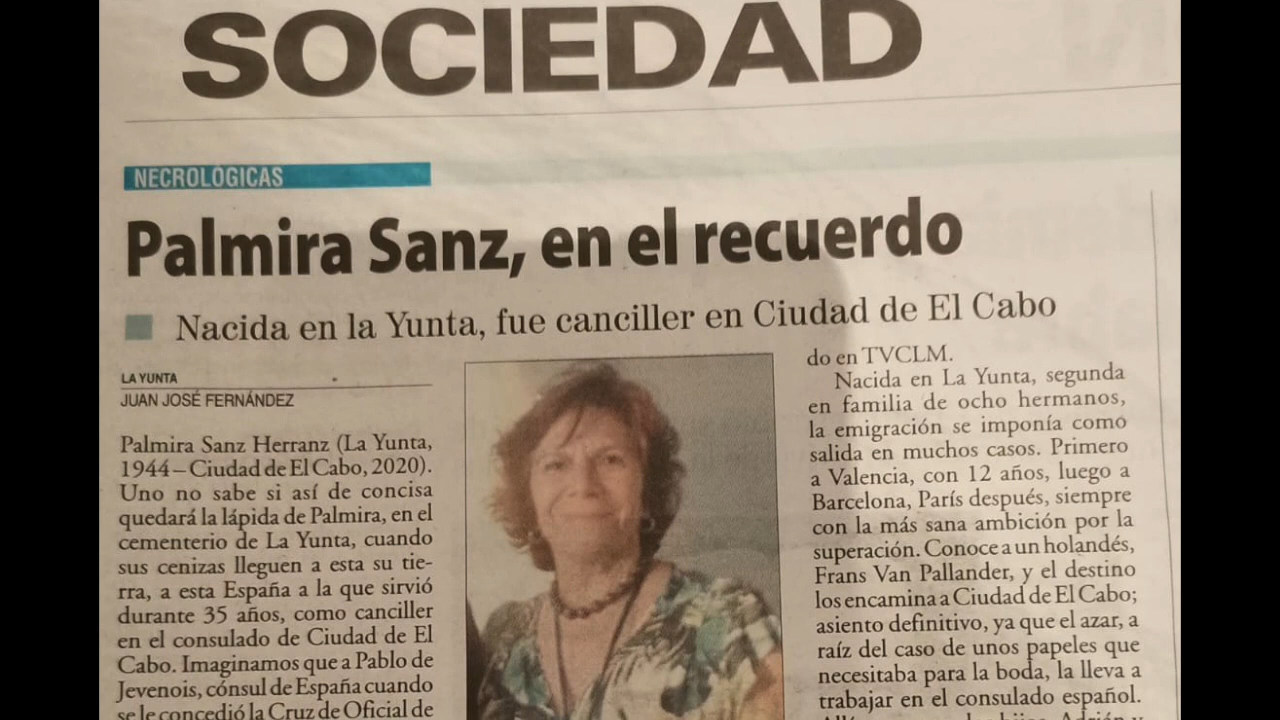 SOCIEDAD
NECROLÓGICAS
Palmira Sanz, en el recuerdo
Nacida en la Yunta, fue canciller en Ciudad de El Cabo
LA YUNTA
JUAN JOSÉ FERNÁNDEZ
Palmira Sanz Herranz (La Yunta,
1944 – Ciudad de El Cabo, 2020).
Uno no sabe si así de concisa
quedará la lápida de Palmira, en el
cementerio de La Yunta, cuando
sus cenizas lleguen a esta su tie-
rra, a esta España a la que sirvió
durante 35 años, como canciller
en el consulado de Ciudad de El
Cabo. Imaginamos que a Pablo de
Jevenois, cónsul de España cuando
se le concedió la Cruz de Oficial de
do en TVCLM.
Nacida en La Yunta, segunda
en familia de ocho hermanos,
la emigración se imponía como
salida en muchos casos. Primero
a Valencia, con 12 años, luego a
Barcelona, París después, siempre
con la más sana ambición por la
superación. Conoce a un holandés,
Frans Van Pallander, y el destino
los encamina a Ciudad de El Cabo;
asiento definitivo, ya que el azar, a
raíz del caso de unos papeles que
necesitaba para la boda, la lleva a
trabajar en el consulado español.